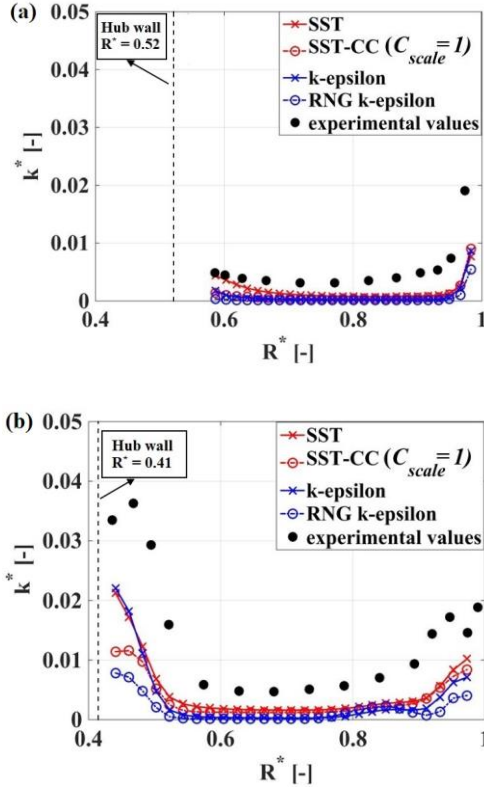 (a)
0.05
0.04
0.03
0.02
0.01
0
k* [-]
Hub wall
R* = 0.52
SST
SST-CC (C_scale=1)
k-epsilon
RNG k-epsilon
experimental values
0.4
0.6
0.8
1
R* [-]
(b)
0.05
0.04
0.03
0.02
0.01
0
k* [-]
Hub wall
R* = 0.41
SST
SST-CC (C_scale=1)
k-epsilon
RNG k-epsilon
experimental values
0.4
0.6
0.8
1
R* [-]